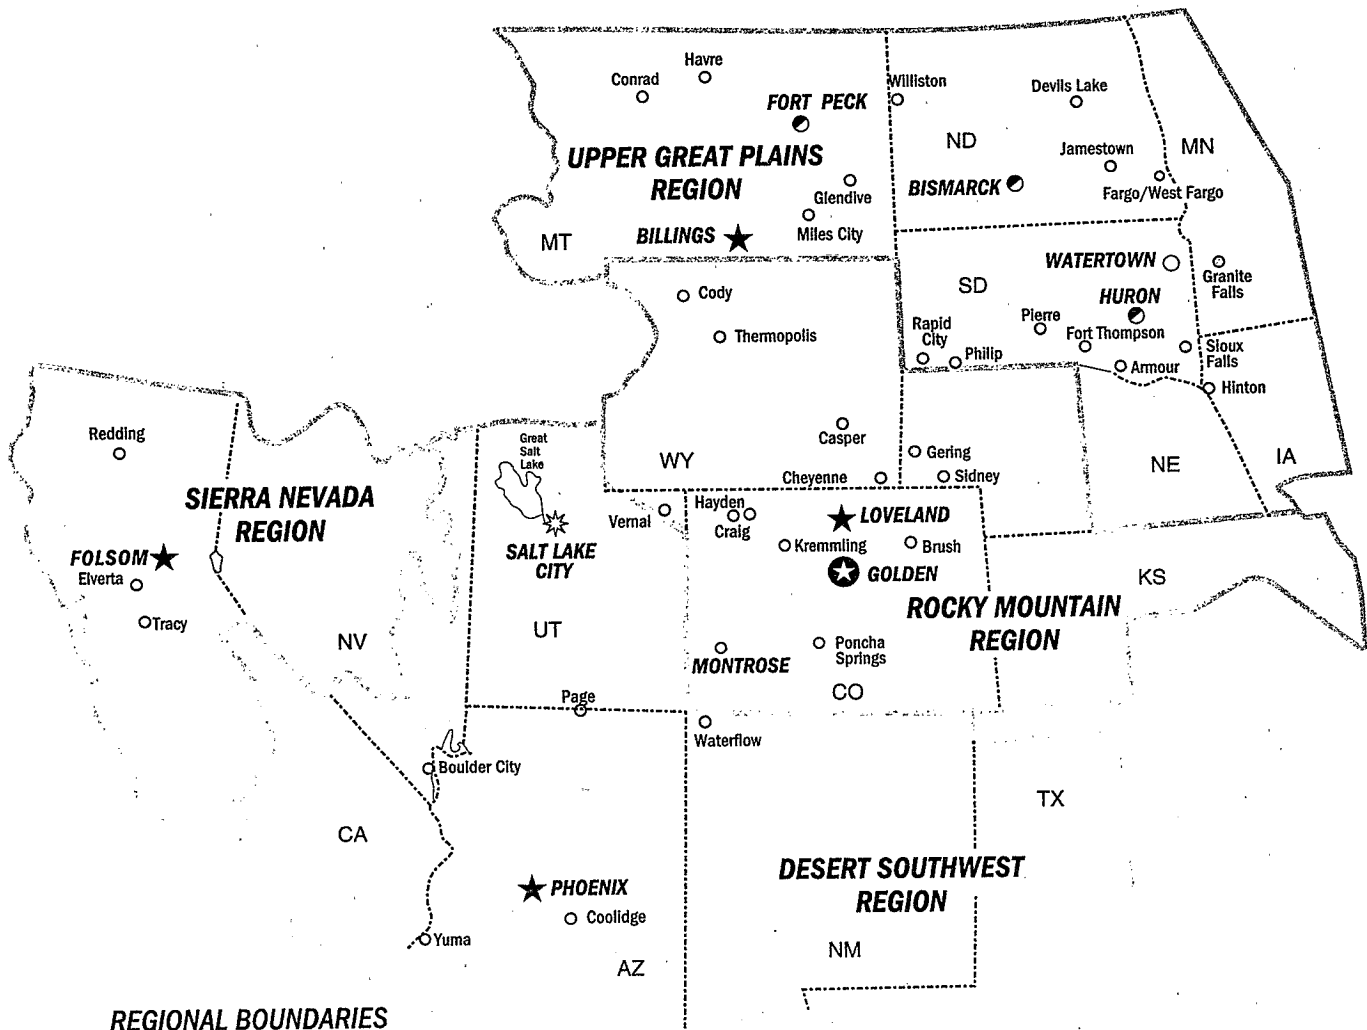 Havre
Conrad
FORT PECK
Williston
Devils Lake
ND
MN
UPPER GREAT PLAINS
REGION
Jamestown
BISMARCK
Fargo/West Fargo
Glendive
Miles City
MT
BILLINGS
WATERTOWN
Granite
Falls
SD
HURON
Cody
Thermopolis
Rapid
City
Philip
Pierre
Fort Thompson
Armour
Sioux
Falls
Hinton
Redding
Great
Salt
Lake
Casper
WY
Cheyenne
Gering
Sidney
NE
IA
SIERRA NEVADA
REGION
Vernal
Hayden
Craig
LOVELAND
Kremmling
Brush
GOLDEN
SALT LAKE
CITY
FOLSOM
Elverta
Tracy
KS
ROCKY MOUNTAIN
REGION
NV
UT
MONTROSE
Poncha
Springs
CO
Page
Waterflow
Boulder City
TX
CA
DESERT SOUTHWEST
REGION
PHOENIX
Coolidge
Yuma
NM
AZ
REGIONAL BOUNDARIES